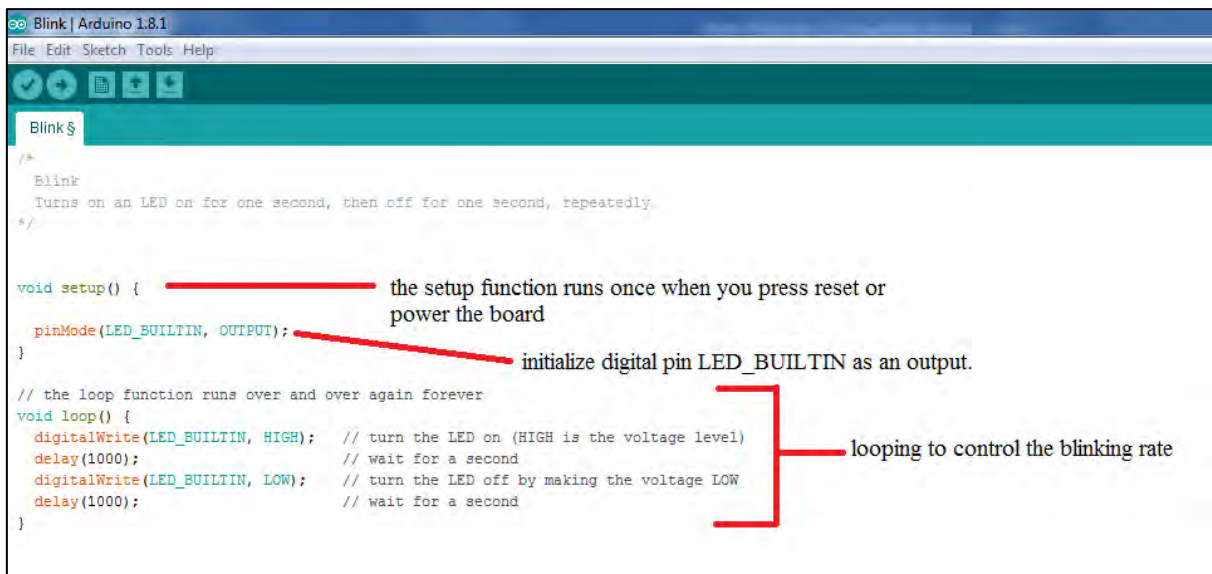 Blink | Arduino 1.8.1
File Edit Sketch Tools Help
Blink §
/*
Blink
Turns on an LED on for one second, then off for one second, repeatedly.
*/
void setup() {
the setup function runs once when you press reset or
power the board
pinMode(LED_BUILTIN, OUTPUT);
}
initialize digital pin LED_BUILTIN as an output.
// the loop function runs over and over again forever
void loop() {
digitalWrite(LED_BUILTIN, HIGH); // turn the LED on (HIGH is the voltage level)
delay(1000); // wait for a second
looping to control the blinking rate
digitalWrite(LED_BUILTIN, LOW); // turn the LED off by making the voltage LOW
delay(1000); // wait for a second
}